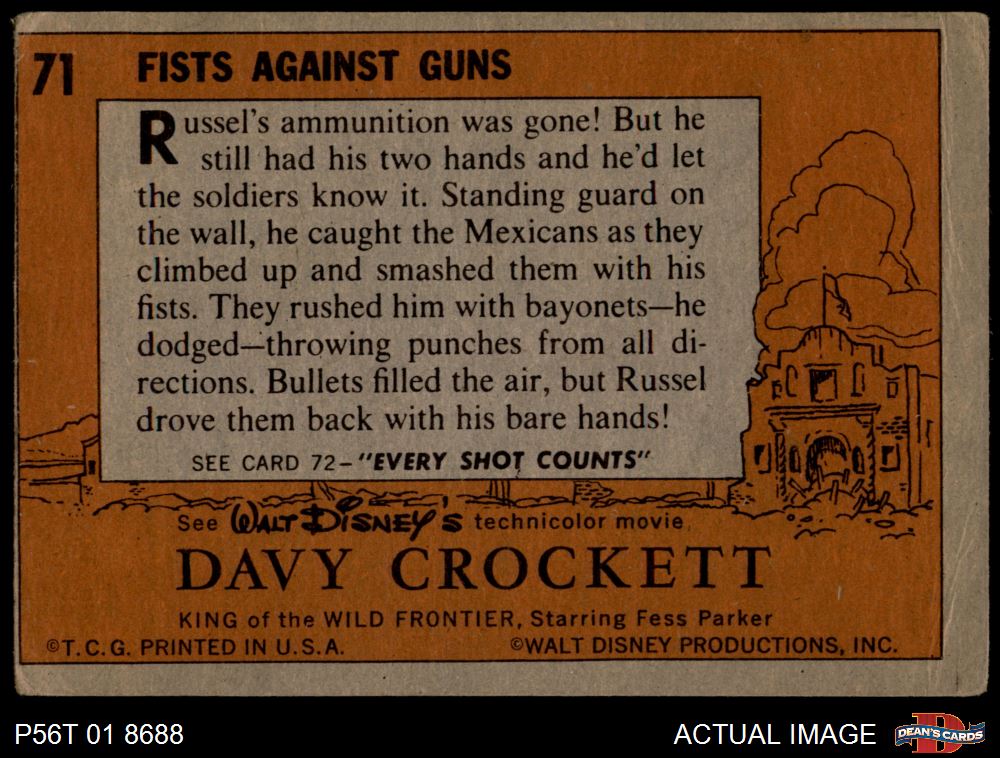 71 FISTS AGAINST GUNS
Russel's ammunition was gone! But he
still had his two hands and he'd let
the soldiers know it. Standing guard on
the wall, he caught the Mexicans as they
climbed up and smashed them with his
fists. They rushed him with bayonets—he
dodged—throwing punches from all di-
rections. Bullets filled the air, but Russel
drove them back with his bare hands!
SEE CARD 72-"EVERY SHOT COUNTS"
See WALT DISNEY'S technicolor movie
DAVY CROCKETT
KING of the WILD FRONTIER, Starring Fess Parker
©T.C.G. PRINTED IN U.S.A. ©WALT DISNEY PRODUCTIONS, INC.
P56T 01 8688 ACTUAL IMAGE DEAN'S CARDS